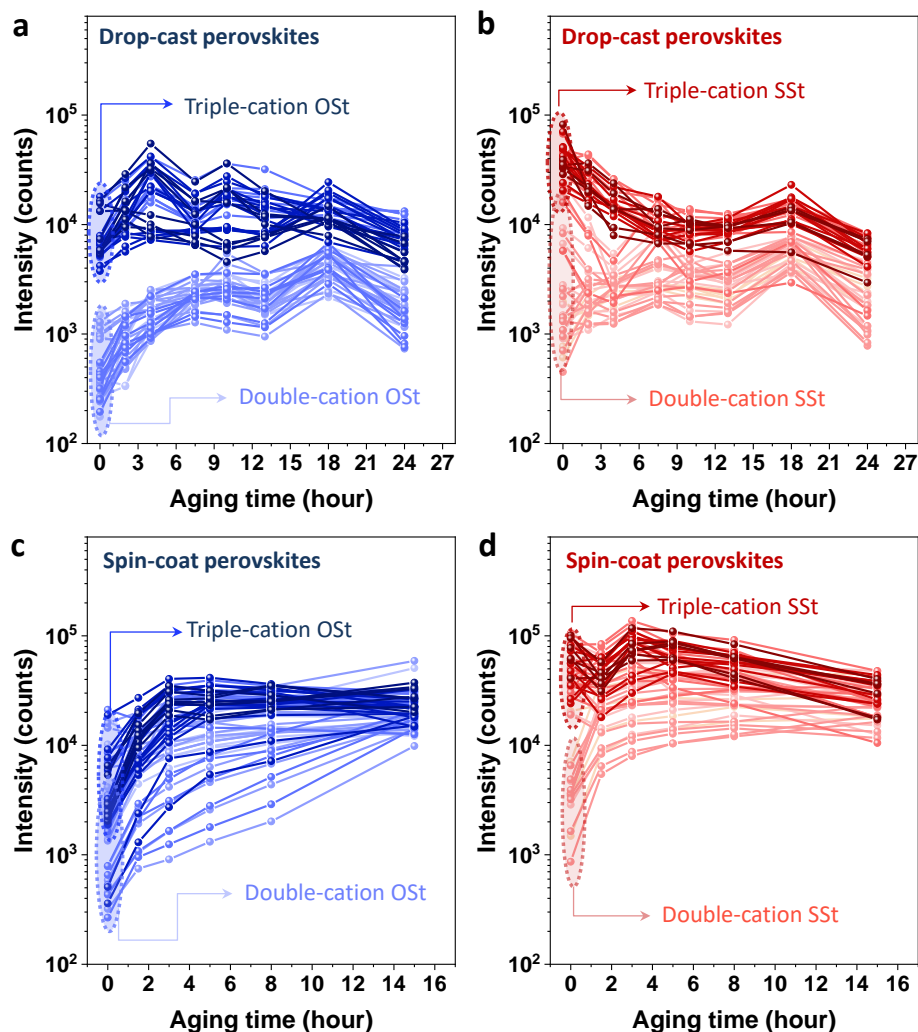 a
Drop-cast perovskites
Triple-cation OSt
Double-cation OSt
Intensity (counts)
10^5
10^4
10^3
10^2
0 3 6 9 12 15 18 21 24 27
Aging time (hour)
b
Drop-cast perovskites
Triple-cation SSt
Double-cation SSt
Intensity (counts)
10^5
10^4
10^3
10^2
0 3 6 9 12 15 18 21 24 27
Aging time (hour)
c
Spin-coat perovskites
Triple-cation OSt
Double-cation OSt
Intensity (counts)
10^5
10^4
10^3
10^2
0 2 4 6 8 10 12 14 16
Aging time (hour)
d
Spin-coat perovskites
Triple-cation SSt
Double-cation SSt
Intensity (counts)
10^5
10^4
10^3
10^2
0 2 4 6 8 10 12 14 16
Aging time (hour)